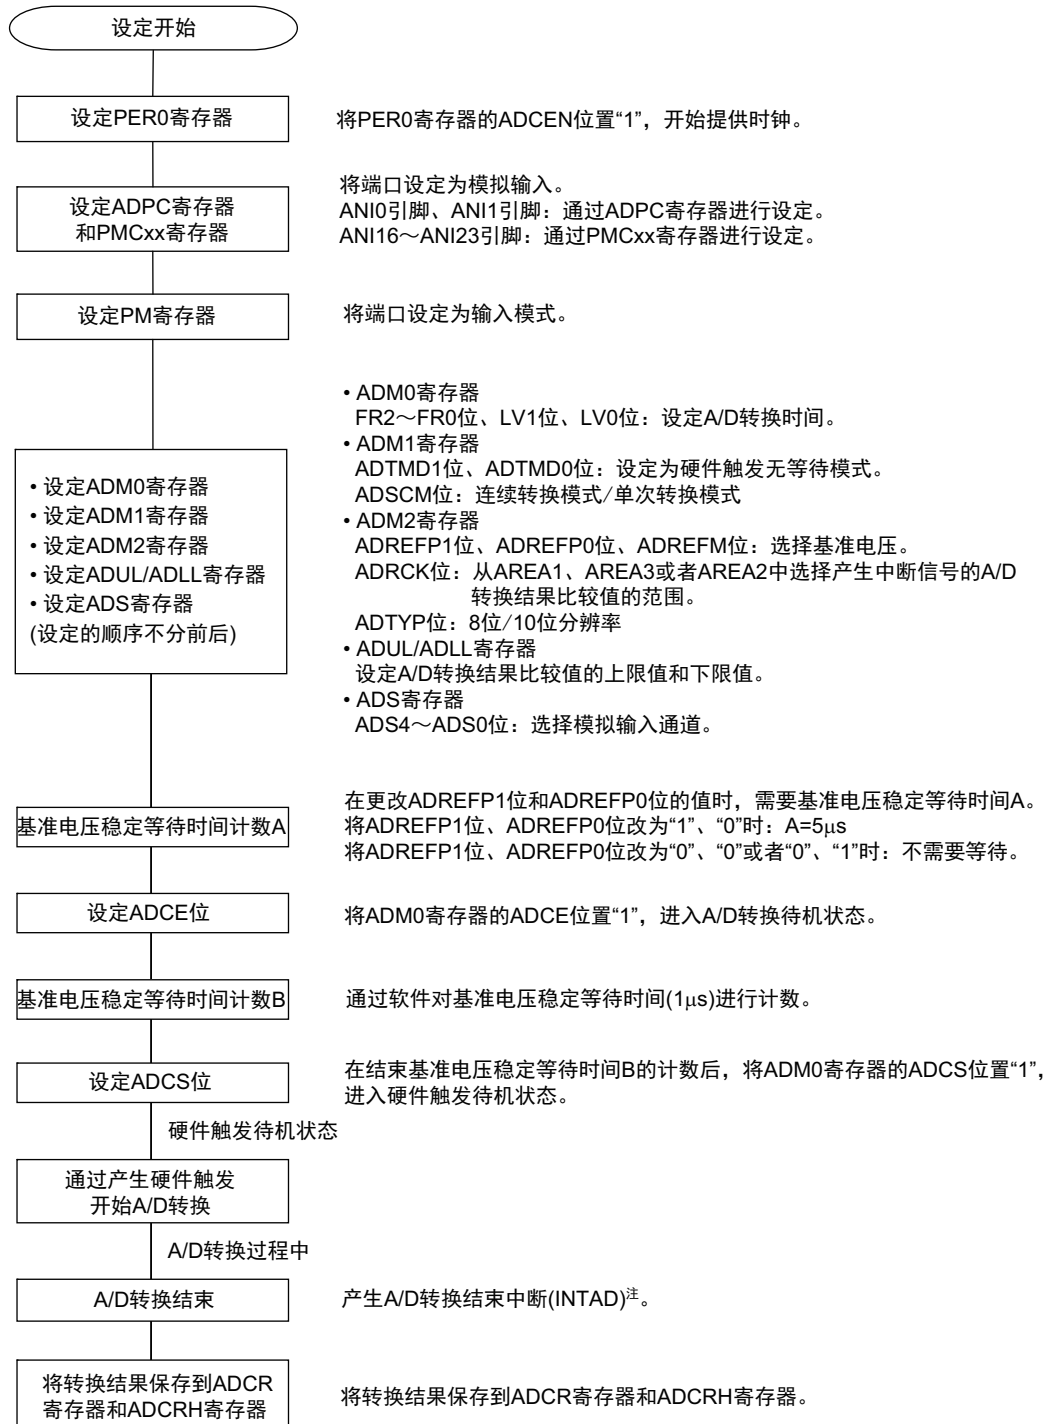 设定开始
设定PER0寄存器
将PER0寄存器的ADCEN位置“1”，开始提供时钟。
设定ADPC寄存器
和PMCxx寄存器
将端口设定为模拟输入。
ANI0引脚、ANI1引脚：通过ADPC寄存器进行设定。
ANI16～ANI23引脚：通过PMCxx寄存器进行设定。
设定PM寄存器
将端口设定为输入模式。
• 设定ADM0寄存器
• 设定ADM1寄存器
• 设定ADM2寄存器
• 设定ADUL/ADLL寄存器
• 设定ADS寄存器
(设定的顺序不分前后)
• ADM0寄存器
FR2～FR0位、LV1位、LV0位：设定A/D转换时间。
• ADM1寄存器
ADTMD1位、ADTMD0位：设定为硬件触发无等待模式。
ADSCM位：连续转换模式/单次转换模式
• ADM2寄存器
ADREFP1位、ADREFP0位、ADREFM位：选择基准电压。
ADRCK位：从AREA1、AREA3或者AREA2中选择产生中断信号的A/D
转换结果比较值的范围。
ADTYP位：8位/10位分辨率
• ADUL/ADLL寄存器
设定A/D转换结果比较值的上限值和下限值。
• ADS寄存器
ADS4～ADS0位：选择模拟输入通道。
基准电压稳定等待时间计数A
在更改ADREFP1位和ADREFP0位的值时，需要基准电压稳定等待时间A。
将ADREFP1位、ADREFP0位改为“1”、“0”时：A=5μs
将ADREFP1位、ADREFP0位改为“0”、“0”或者“0”、“1”时：不需要等待。
设定ADCE位
将ADM0寄存器的ADCE位置“1”，进入A/D转换待机状态。
基准电压稳定等待时间计数B
通过软件对基准电压稳定等待时间(1μs)进行计数。
设定ADCS位
在结束基准电压稳定等待时间B的计数后，将ADM0寄存器的ADCS位置“1”，
进入硬件触发待机状态。
硬件触发待机状态
通过产生硬件触发
开始A/D转换
A/D转换过程中
A/D转换结束
产生A/D转换结束中断(INTAD)注。
将转换结果保存到ADCR
寄存器和ADCRH寄存器
将转换结果保存到ADCR寄存器和ADCRH寄存器。